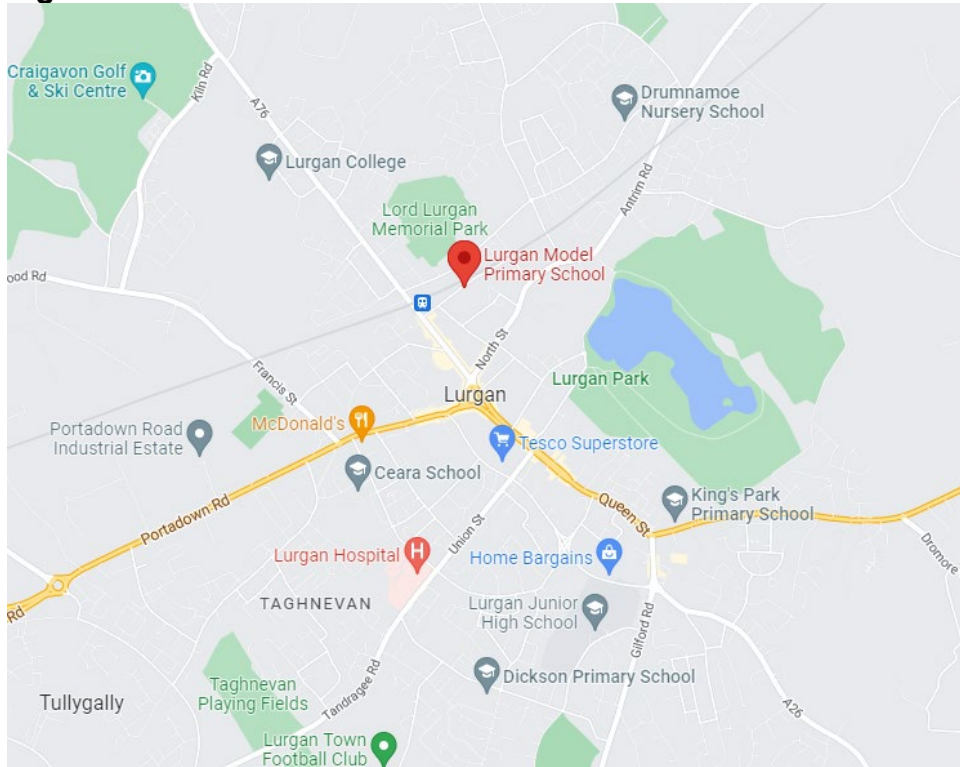 Craigavon Golf
& Ski Centre
Kiln Rd
A76
Drumnamoe
Nursery School
Lurgan College
Antrim Rd
Lord Lurgan
Memorial Park
Lurgan Model
Primary School
ood Rd
North St
Francis St
Lurgan Park
Lurgan
McDonald's
Portadown Road
Industrial Estate
Tesco Superstore
Ceara School
Queen St
King's Park
Primary School
Portadown Rd
Union St
Dromore
Lurgan Hospital
H
Home Bargains
TAGHNEVAN
Rd
Lurgan Junior
High School
Gilford Rd
Dickson Primary School
Tandragee Rd
Taghnevan
Playing Fields
Tullygally
A26
Lurgan Town
Football Club